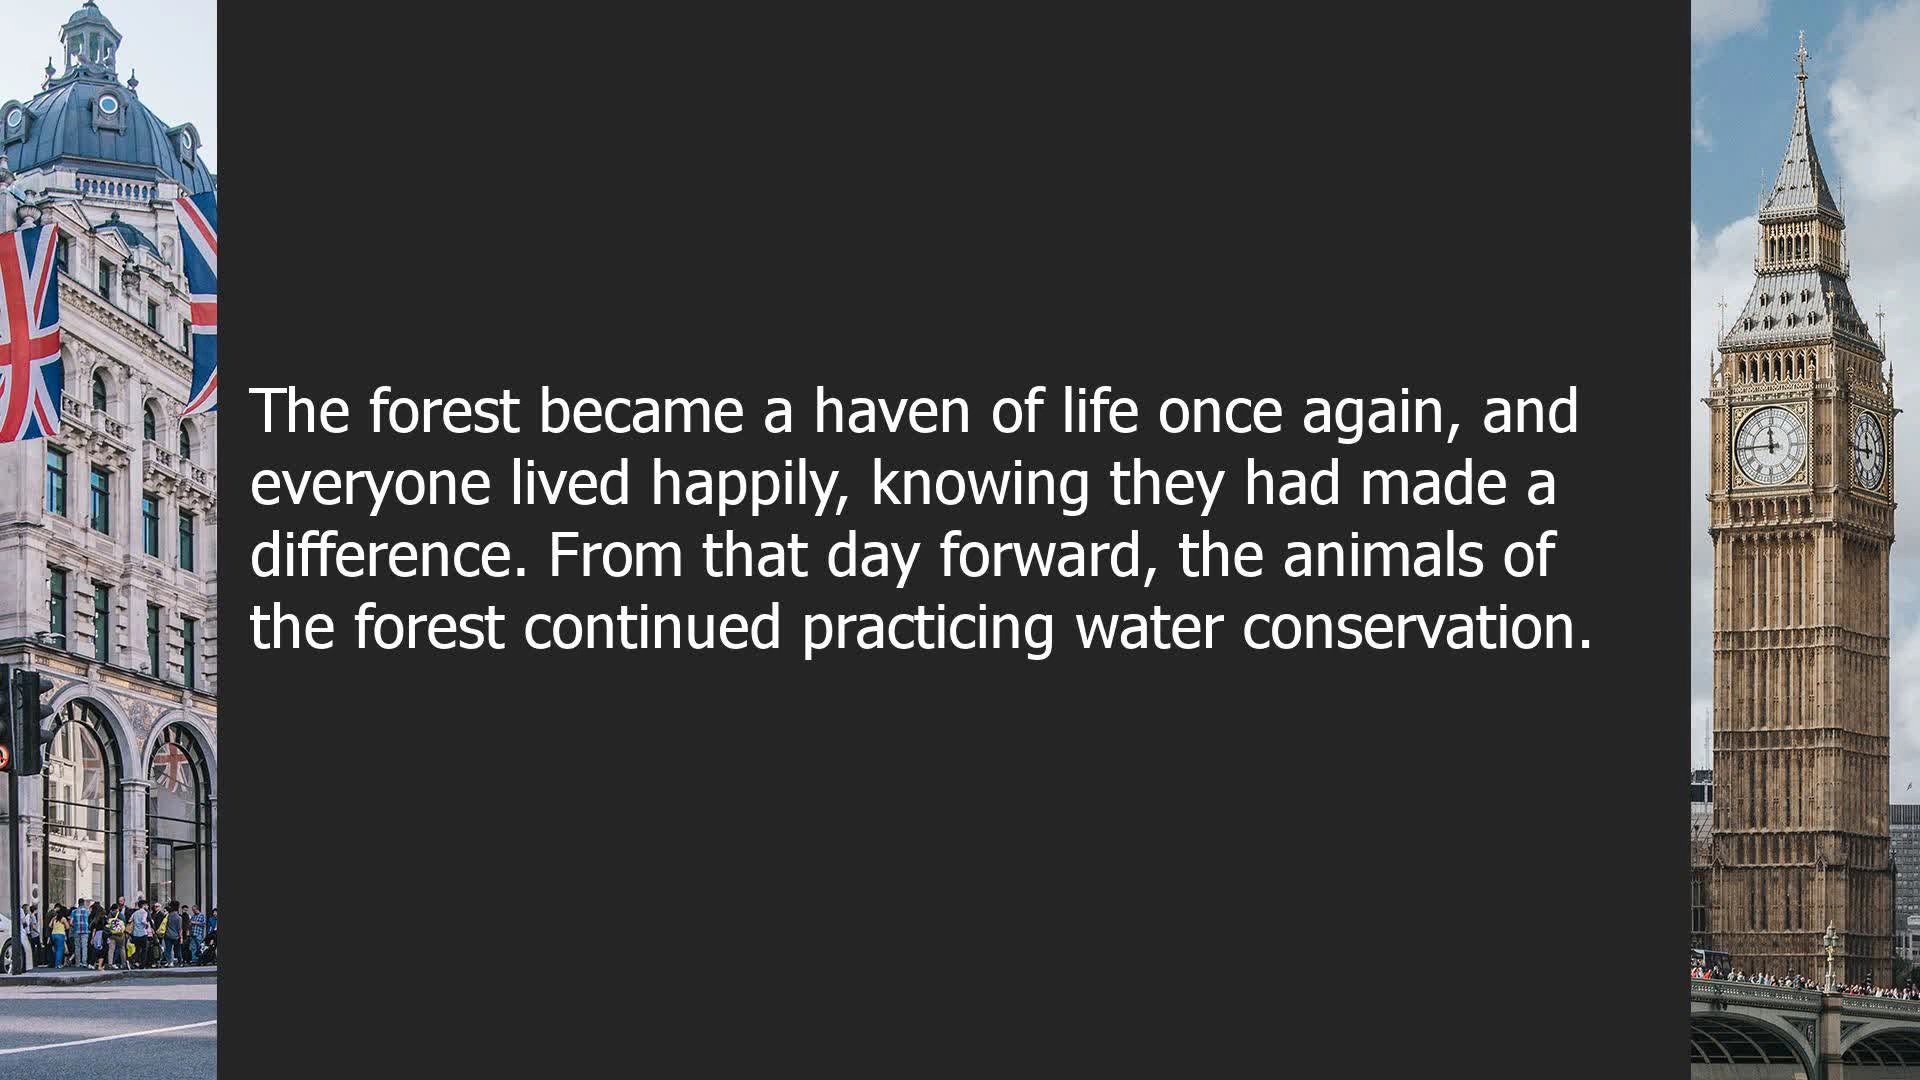 The forest became a haven of life once again, and
everyone lived happily, knowing they had made a
difference. From that day forward, the animals of
the forest continued practicing water conservation.